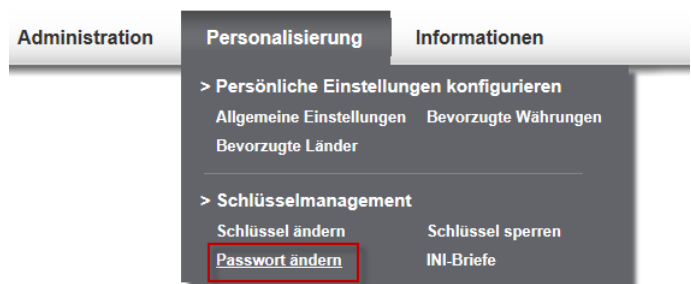 Administration Personalisierung Informationen
> Persönliche Einstellungen konfigurieren
Allgemeine Einstellungen Bevorzugte Währungen
Bevorzugte Länder
> Schlüsselmanagement
Schlüssel ändern Schlüssel sperren
Passwort ändern INI-Briefe